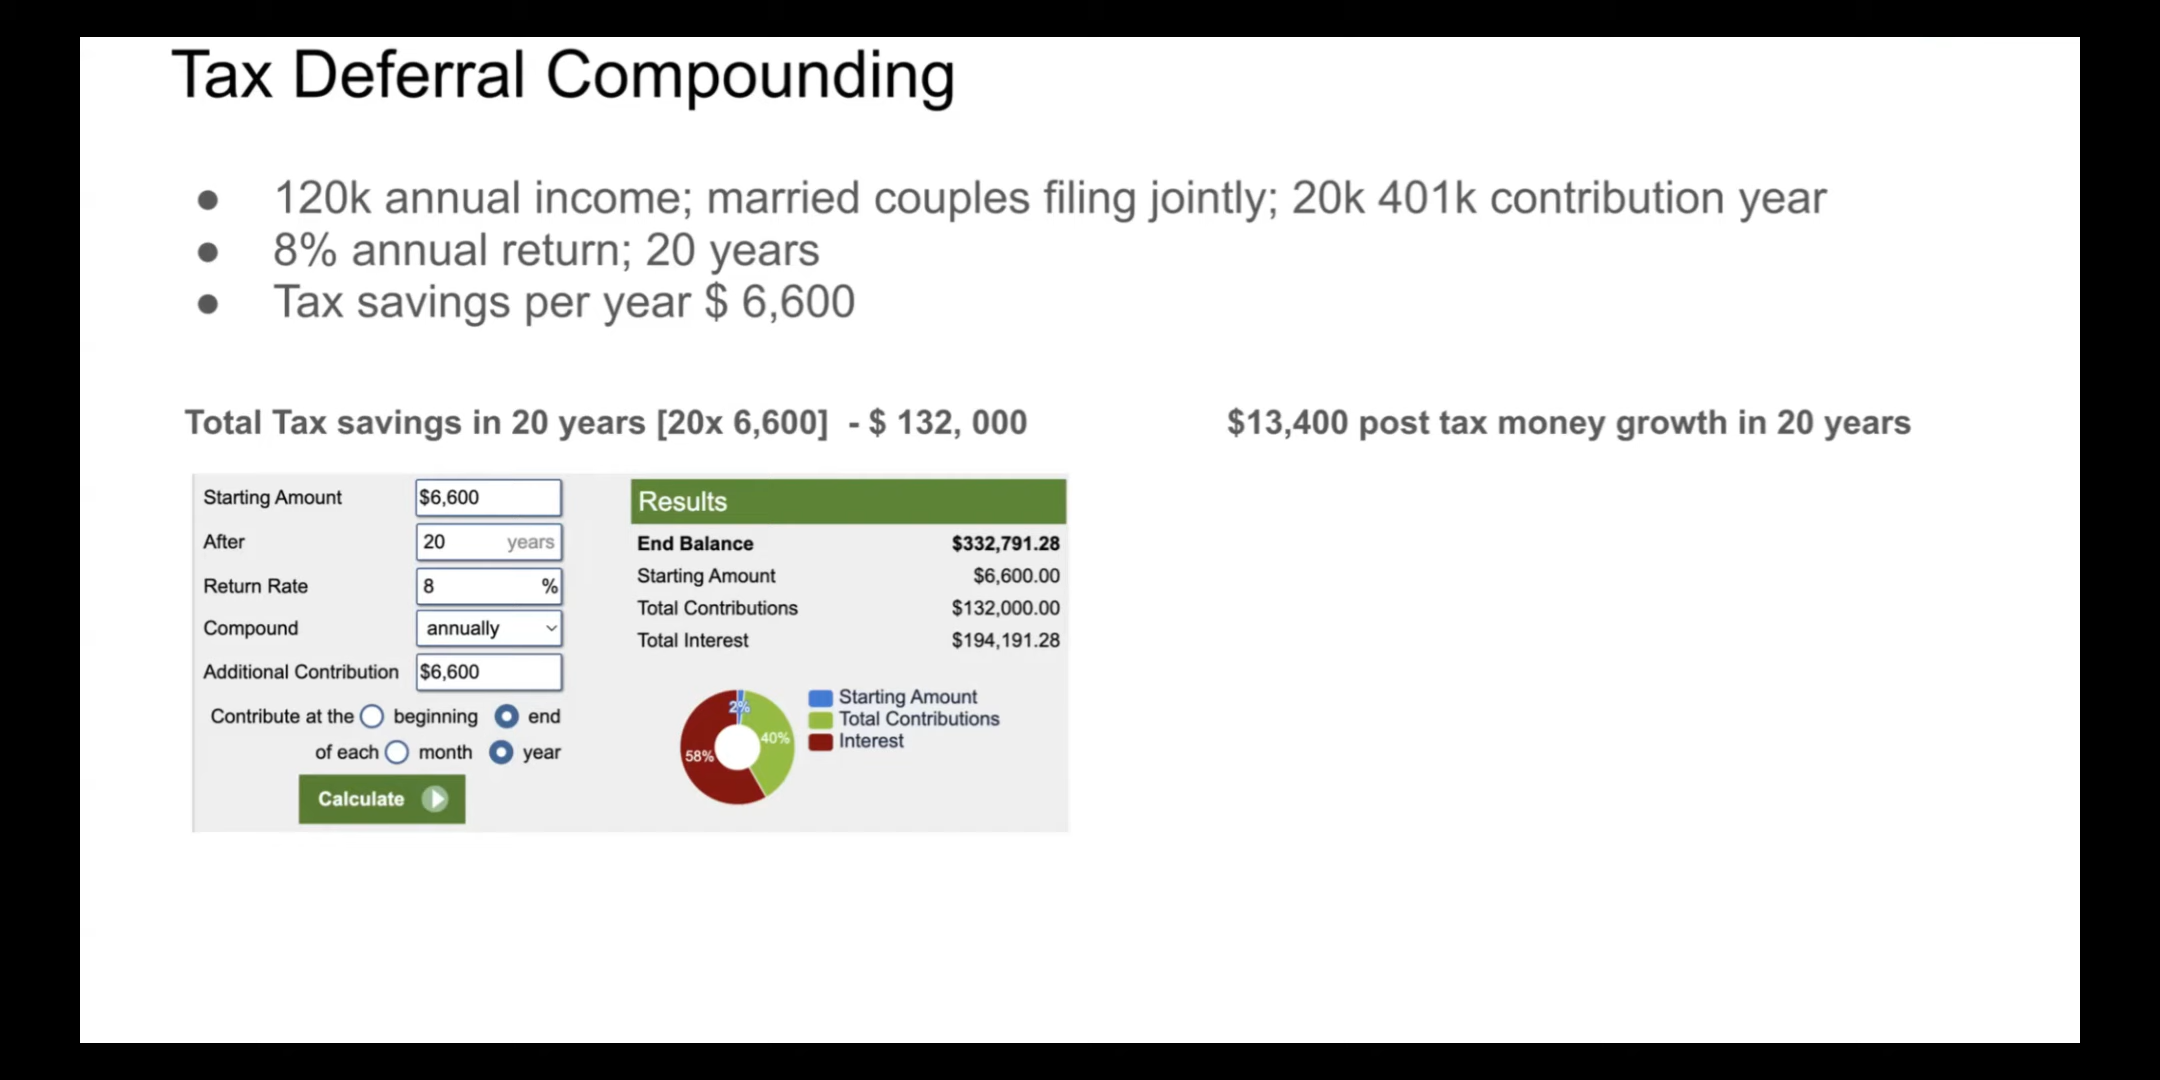 Tax Deferral Compounding
● 120k annual income; married couples filing jointly; 20k 401k contribution year
● 8% annual return; 20 years
● Tax savings per year $ 6,600
Total Tax savings in 20 years [20x 6,600] - $ 132, 000
$13,400 post tax money growth in 20 years
Starting Amount $6,600
After 20 years
Return Rate 8 %
Compound annually
Additional Contribution $6,600
Contribute at the beginning end
of each month year
Calculate
Results
End Balance $332,791.28
Starting Amount $6,600.00
Total Contributions $132,000.00
Total Interest $194,191.28
2%
40%
58%
Starting Amount
Total Contributions
Interest